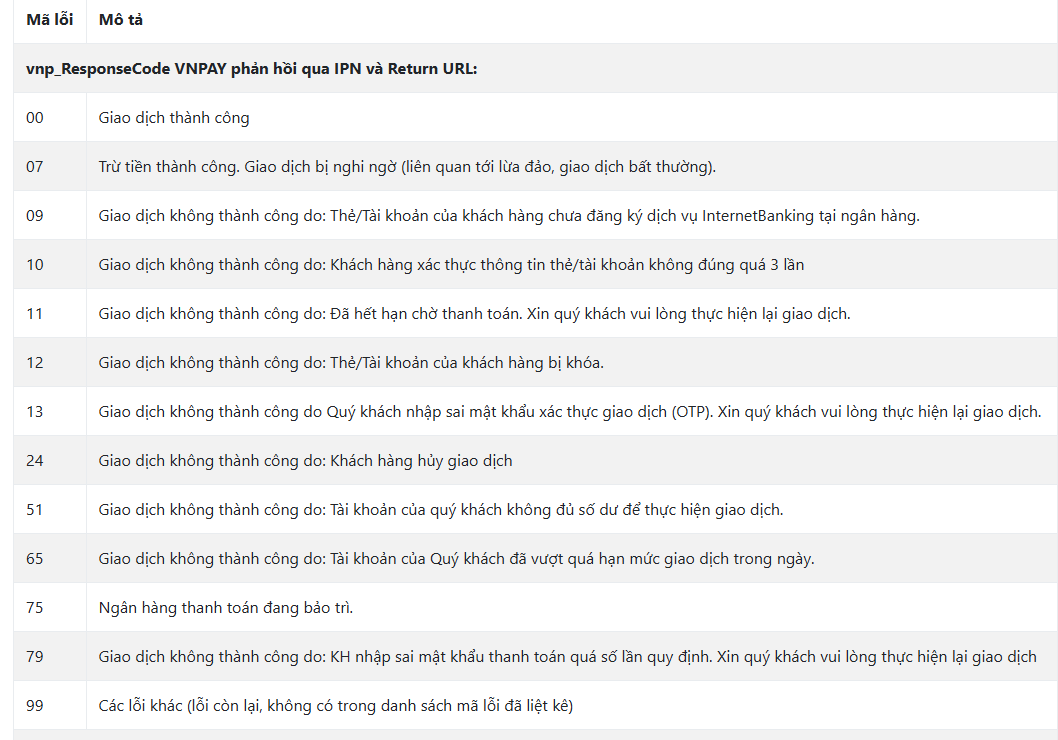 Mã lỗi Mô tả
vnp_ResponseCode VNPAY phản hồi qua IPN và Return URL:
00 Giao dịch thành công
07 Trừ tiền thành công. Giao dịch bị nghi ngờ (liên quan tới lừa đảo, giao dịch bất thường).
09 Giao dịch không thành công do: Thẻ/Tài khoản của khách hàng chưa đăng ký dịch vụ InternetBanking tại ngân hàng.
10 Giao dịch không thành công do: Khách hàng xác thực thông tin thẻ/tài khoản không đúng quá 3 lần
11 Giao dịch không thành công do: Đã hết hạn chờ thanh toán. Xin quý khách vui lòng thực hiện lại giao dịch.
12 Giao dịch không thành công do: Thẻ/Tài khoản của khách hàng bị khóa.
13 Giao dịch không thành công do Quý khách nhập sai mật khẩu xác thực giao dịch (OTP). Xin quý khách vui lòng thực hiện lại giao dịch.
24 Giao dịch không thành công do: Khách hàng hủy giao dịch
51 Giao dịch không thành công do: Tài khoản của quý khách không đủ số dư để thực hiện giao dịch.
65 Giao dịch không thành công do: Tài khoản của Quý khách đã vượt quá hạn mức giao dịch trong ngày.
75 Ngân hàng thanh toán đang bảo trì.
79 Giao dịch không thành công do: KH nhập sai mật khẩu thanh toán quá số lần quy định. Xin quý khách vui lòng thực hiện lại giao dịch
99 Các lỗi khác (lỗi còn lại, không có trong danh sách mã lỗi đã liệt kê)